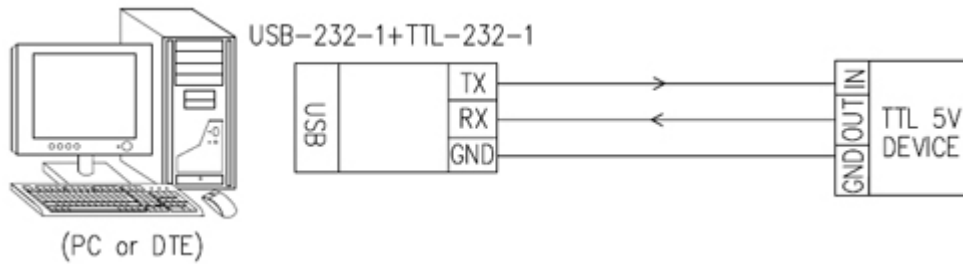 USB-232-1+TTL-232-1
USB
TX
RX
GND
IN
OUT
GND
TTL 5V
DEVICE
(PC or DTE)